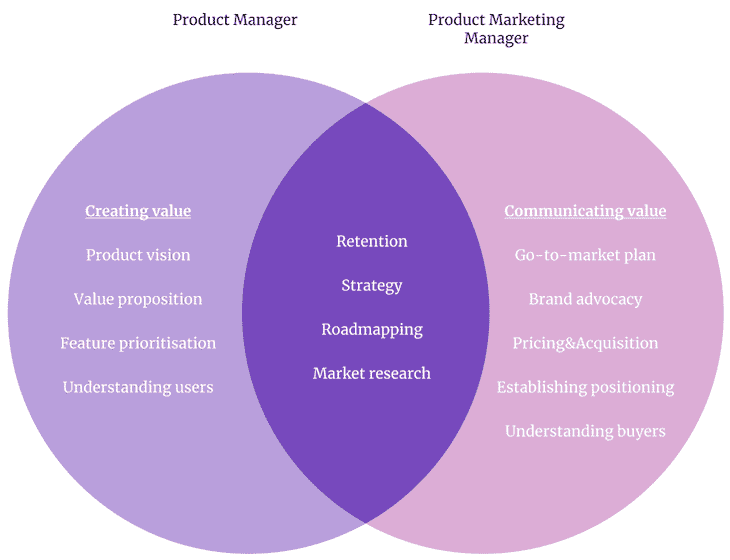 Product Manager
Product Marketing
Manager
Creating value
Product vision
Value proposition
Feature prioritisation
Understanding users
Retention
Strategy
Roadmapping
Market research
Communicating value
Go-to-market plan
Brand advocacy
Pricing&Acquisition
Establishing positioning
Understanding buyers